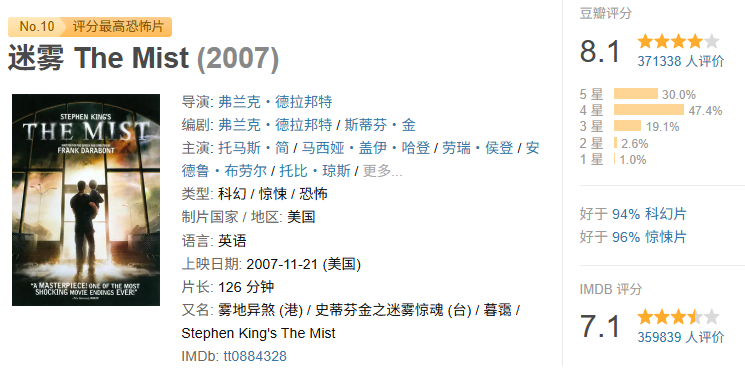 No.10 评分最高恐怖片
迷雾 The Mist (2007)
STEPHEN KING'S
THE MIST
FRANK DARABONT
"A MASTERPIECE! ONE OF THE MOST
SHOCKING MOVIE ENDINGS EVER!"
导演: 弗兰克·德拉邦特
编剧: 弗兰克·德拉邦特 / 斯蒂芬·金
主演: 托马斯·简 / 马西娅·盖伊·哈登 / 劳瑞·侯登 / 安
德鲁·布劳尔 / 托比·琼斯 / 更多...
类型: 科幻 / 惊悚 / 恐怖
制片国家 / 地区: 美国
语言: 英语
上映日期: 2007-11-21 (美国)
片长: 126 分钟
又名: 雾地异煞 (港) / 史蒂芬金之迷雾惊魂 (台) / 暮霭 /
Stephen King's The Mist
IMDb: tt0884328
豆瓣评分
8.1
371338 人评价
5 星 30.0%
4 星 47.4%
3 星 19.1%
2 星 2.6%
1 星 1.0%
好于 94% 科幻片
好于 96% 惊悚片
IMDB 评分
7.1
359839 人评价